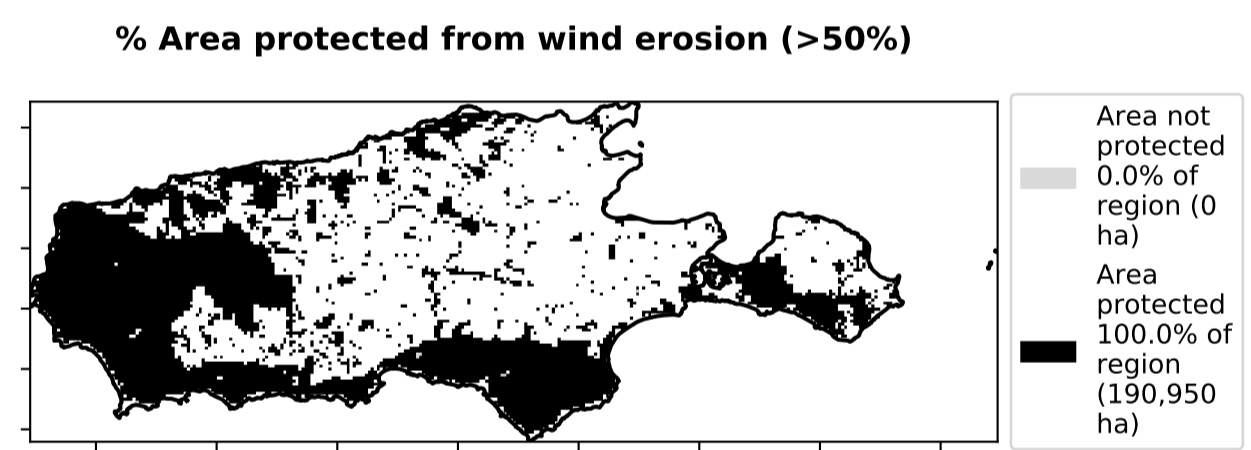 % Area protected from wind erosion (>50%)
Area not
protected
0.0% of
region (0
ha)
Area
protected
100.0% of
region
(190,950
ha)